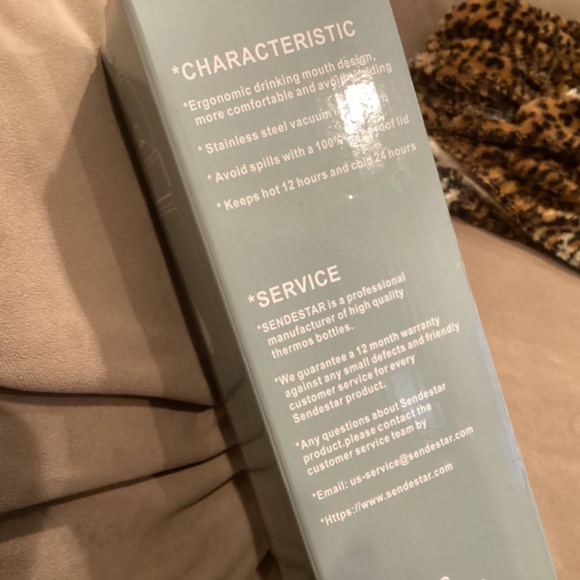 *CHARACTERISTIC
*Ergonomic drinking mouth design,
more comfortable and avoid
* Stainless steel vacuum
* Avoid spills with a 100% lid
* Keeps hot 12 hours and cold 24 hours
*SERVICE
*SENDESTAR is a professional
manufacturer of high quality
thermos bottles.
*We guarantee a 12 month warranty
against any small defects and friendly
customer service for every
Sendestar product.
*Any questions about Sendestar
product.please contact the
customer service team by
*Email: us-service@sendestar.com
*Https://www.sendestar.com